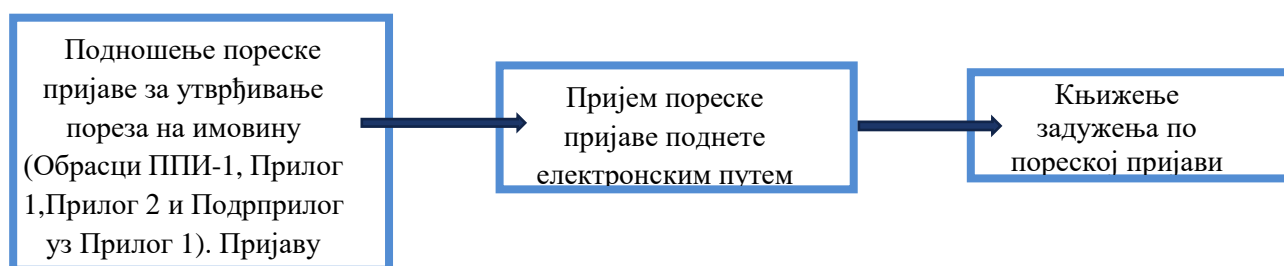 Подношење пореске
пријаве за утврђивање
пореза на имовину
(Обрасци ППИ-1, Прилог
1,Прилог 2 и Подрприлог
уз Прилог 1). Пријаву
Пријем пореске
пријаве поднете
електронским путем
Књижење
задужења по
пореској пријави